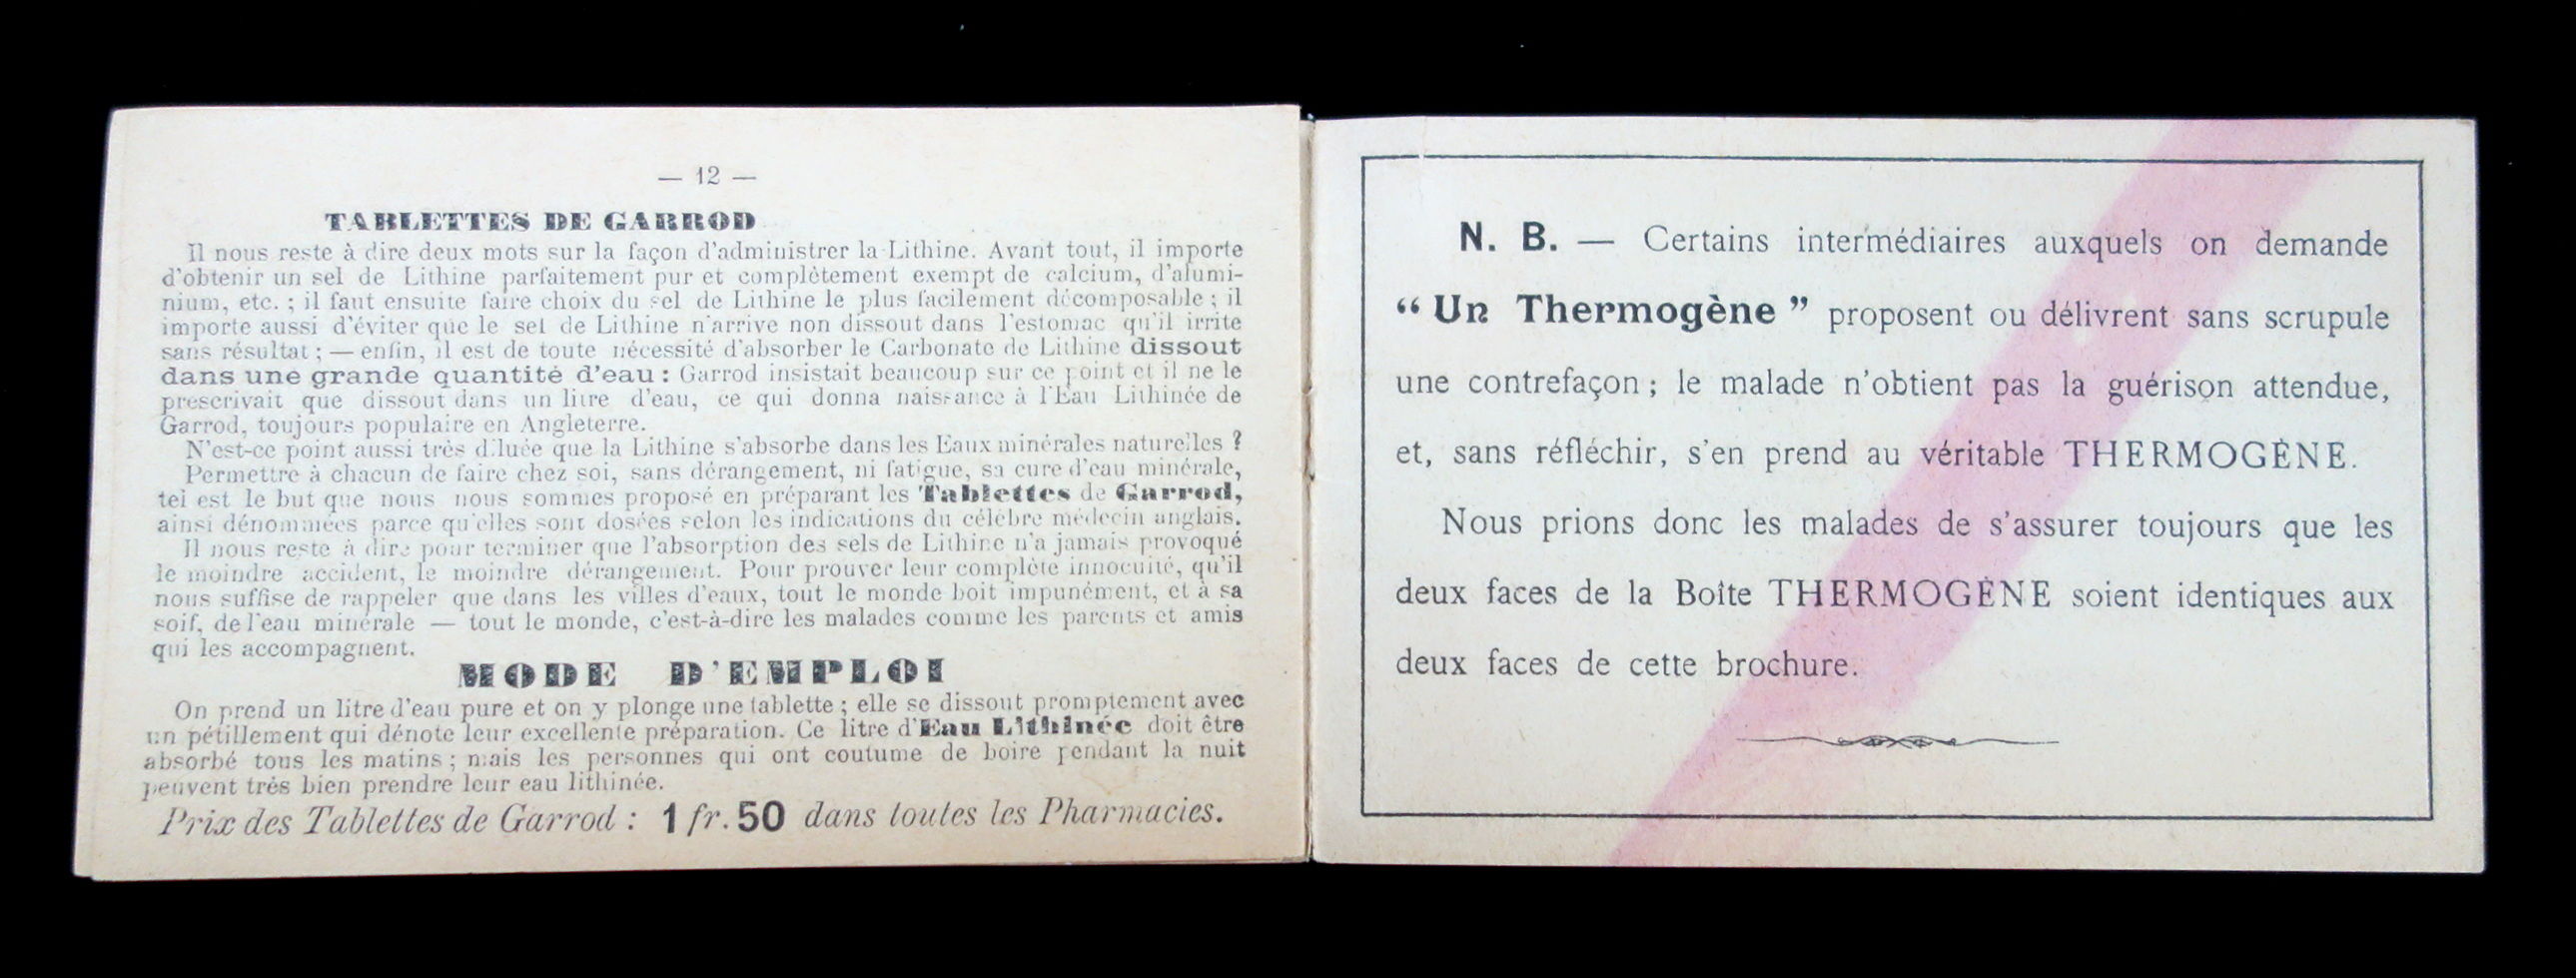 — 12 —
TABLETTES DE GARROD
Il nous reste à dire deux mots sur la façon d'administrer la Lithine. Avant tout, il importe
d'obtenir un sel de Lithine parfaitement pur et complètement exempt de calcium, d'alumi-
nium, etc. ; il faut ensuite faire choix du sel de Lithine le plus facilement décomposable ; il
importe aussi d'éviter que le sel de Lithine n'arrive non dissout dans l'estomac qu'il irrite
sans résultat ; — enfin, il est de toute nécessité d'absorber le Carbonate de Lithine dissout
dans une grande quantité d'eau : Garrod insistait beaucoup sur ce point et il ne le
prescrivait que dissout dans un litre d'eau, ce qui donna naissance à l'Eau Lithinée de
Garrod, toujours populaire en Angleterre.
N'est-ce point aussi très diluée que la Lithine s'absorbe dans les Eaux minérales naturelles ?
Permettre à chacun de faire chez soi, sans dérangement, ni fatigue, sa cure d'eau minérale,
tel est le but que nous nous sommes proposé en préparant les Tablettes de Garrod,
ainsi dénommées parce qu'elles sont dosées selon les indications du célèbre médecin anglais.
Il nous reste à dire pour terminer que l'absorption des sels de Lithine n'a jamais provoqué
le moindre accident, le moindre dérangement. Pour prouver leur complète innocuité, qu'il
nous suffise de rappeler que dans les villes d'eaux, tout le monde boit impunément, et à sa
soif, de l'eau minérale — tout le monde, c'est-à-dire les malades comme les parents et amis
qui les accompagnent.
MODE D'EMPLOI
On prend un litre d'eau pure et on y plonge une tablette ; elle se dissout promptement avec
un pétillement qui dénote leur excellente préparation. Ce litre d'Eau Lithinée doit être
absorbé tous les matins ; mais les personnes qui ont coutume de boire pendant la nuit
peuvent très bien prendre leur eau lithinée.
Prix des Tablettes de Garrod : 1 fr. 50 dans toutes les Pharmacies.
N. B. — Certains intermédiaires auxquels on demande
“ Un Thermogène ” proposent ou délivrent sans scrupule
une contrefaçon ; le malade n'obtient pas la guérison attendue,
et, sans réfléchir, s'en prend au véritable THERMOGÈNE.
Nous prions donc les malades de s'assurer toujours que les
deux faces de la Boîte THERMOGÈNE soient identiques aux
deux faces de cette brochure.